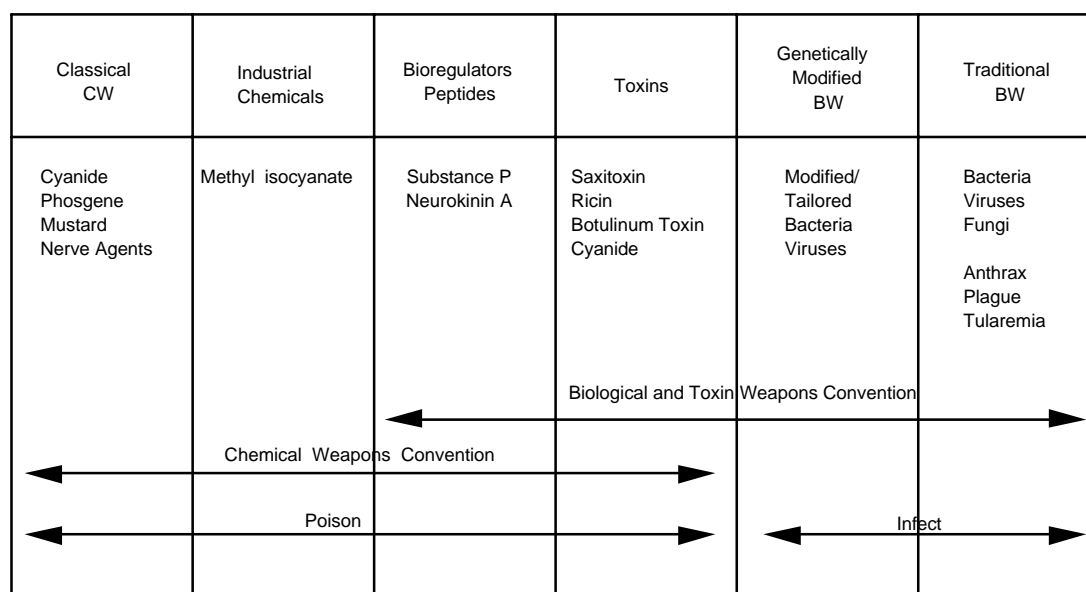 Classical
CW
Industrial
Chemicals
Bioregulators
Peptides
Toxins
Genetically
Modified
BW
Traditional
BW
Cyanide
Phosgene
Mustard
Nerve Agents
Methyl isocyanate
Substance P
Neurokinin A
Saxitoxin
Ricin
Botulinum Toxin
Cyanide
Modified/
Tailored
Bacteria
Viruses
Bacteria
Viruses
Fungi
Anthrax
Plague
Tularemia
Biological and Toxin Weapons Convention
Chemical Weapons Convention
Poison
Infect